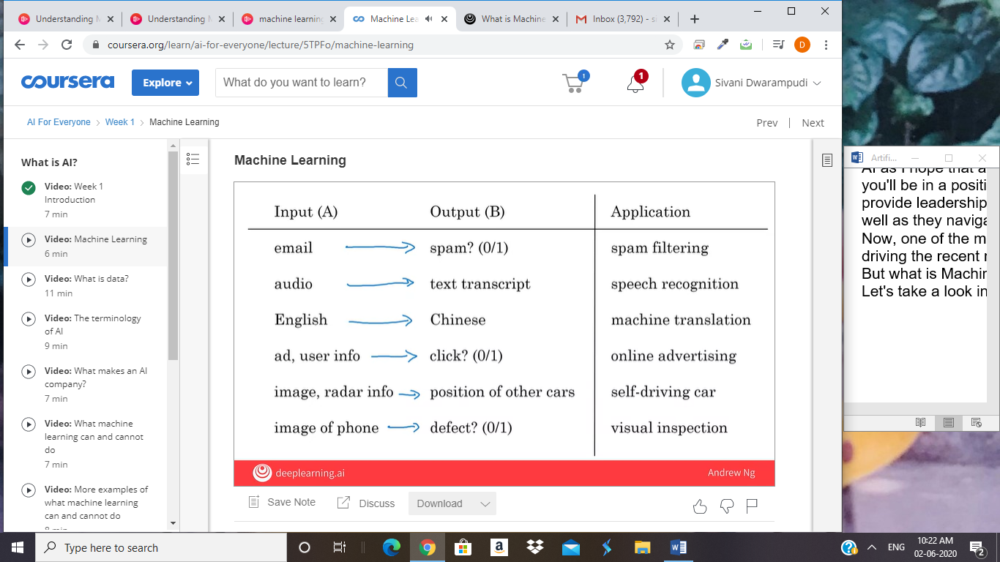 Understanding M
Understanding M
machine learning
Machine Lea
What is Machine
Inbox (3,792) - si
coursera.org/learn/ai-for-everyone/lecture/5TPFo/machine-learning
D
coursera
Explore
What do you want to learn?
1
1
Sivani Dwarampudi
AI For Everyone
Week 1
Machine Learning
Prev
Next
What is AI?
Video: Week 1
Introduction
7 min
Video: Machine Learning
6 min
Video: What is data?
11 min
Video: The terminology
of AI
9 min
Video: What makes an AI
company?
7 min
Video: What machine
learning can and cannot
do
7 min
Video: More examples of
what machine learning
can and cannot do
Machine Learning
Input (A) Output (B) Application
email spam? (0/1) spam filtering
audio text transcript speech recognition
English Chinese machine translation
ad, user info click? (0/1) online advertising
image, radar info position of other cars self-driving car
image of phone defect? (0/1) visual inspection
deeplearning.ai
Andrew Ng
Save Note
Discuss
Download
Artifi...
AI as I hope that a
you'll be in a positi
provide leadership
well as they naviga
Now, one of the m
driving the recent
But what is Machin
Let's take a look in
Type here to search
ENG
10:22 AM
02-06-2020
2